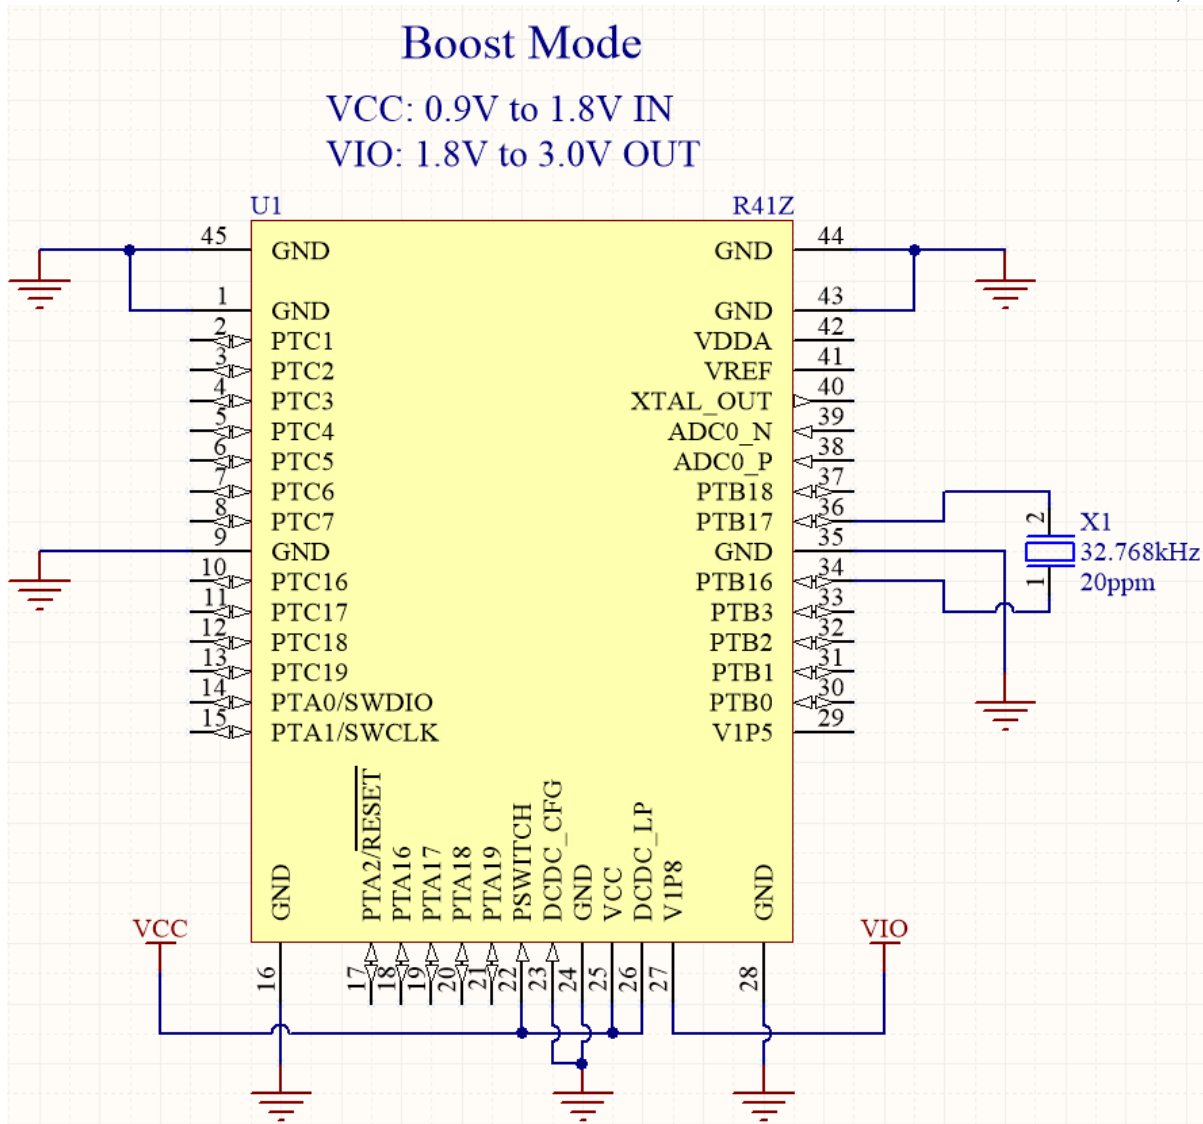 Boost Mode
VCC: 0.9V to 1.8V IN
VIO: 1.8V to 3.0V OUT
U1 R41Z
45 GND GND 44
1 GND GND 43
2 PTC1 VDDA 42
3 PTC2 VREF 41
4 PTC3 XTAL_OUT 40
5 PTC4 ADC0_N 39
6 PTC5 ADC0_P 38
7 PTC6 PTB18 37
8 PTC7 PTB17 36
9 GND GND 35
10 PTC16 PTB16 34
11 PTC17 PTB3 33
12 PTC18 PTB2 32
13 PTC19 PTB1 31
14 PTA0/SWDIO PTB0 30
15 PTA1/SWCLK V1P5 29
2 X1
32.768kHz
1 20ppm
GND
PTA2/RESET
PTA16
PTA17
PTA18
PTA19
PSWITCH
DCDC_CFG
GND
VCC
DCDC_LP
V1P8
GND
VCC VIO
16 17 18 19 20 21 22 23 24 25 26 27 28